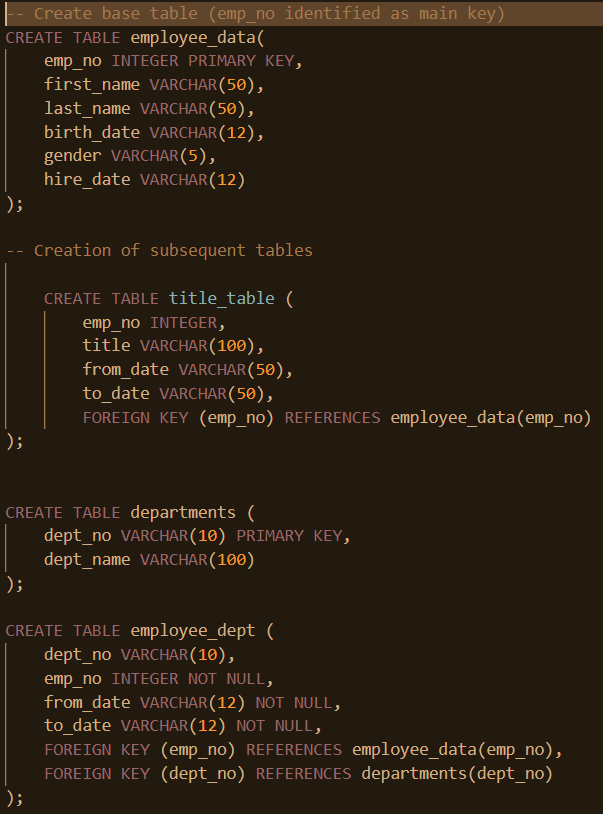 -- Create base table (emp_no identified as main key)
CREATE TABLE employee_data(
    emp_no INTEGER PRIMARY KEY,
    first_name VARCHAR(50),
    last_name VARCHAR(50),
    birth_date VARCHAR(12),
    gender VARCHAR(5),
    hire_date VARCHAR(12)
);
-- Creation of subsequent tables
    CREATE TABLE title_table (
        emp_no INTEGER,
        title VARCHAR(100),
        from_date VARCHAR(50),
        to_date VARCHAR(50),
        FOREIGN KEY (emp_no) REFERENCES employee_data(emp_no)
);
CREATE TABLE departments (
    dept_no VARCHAR(10) PRIMARY KEY,
    dept_name VARCHAR(100)
);
CREATE TABLE employee_dept (
    dept_no VARCHAR(10),
    emp_no INTEGER NOT NULL,
    from_date VARCHAR(12) NOT NULL,
    to_date VARCHAR(12) NOT NULL,
    FOREIGN KEY (emp_no) REFERENCES employee_data(emp_no),
    FOREIGN KEY (dept_no) REFERENCES departments(dept_no)
);